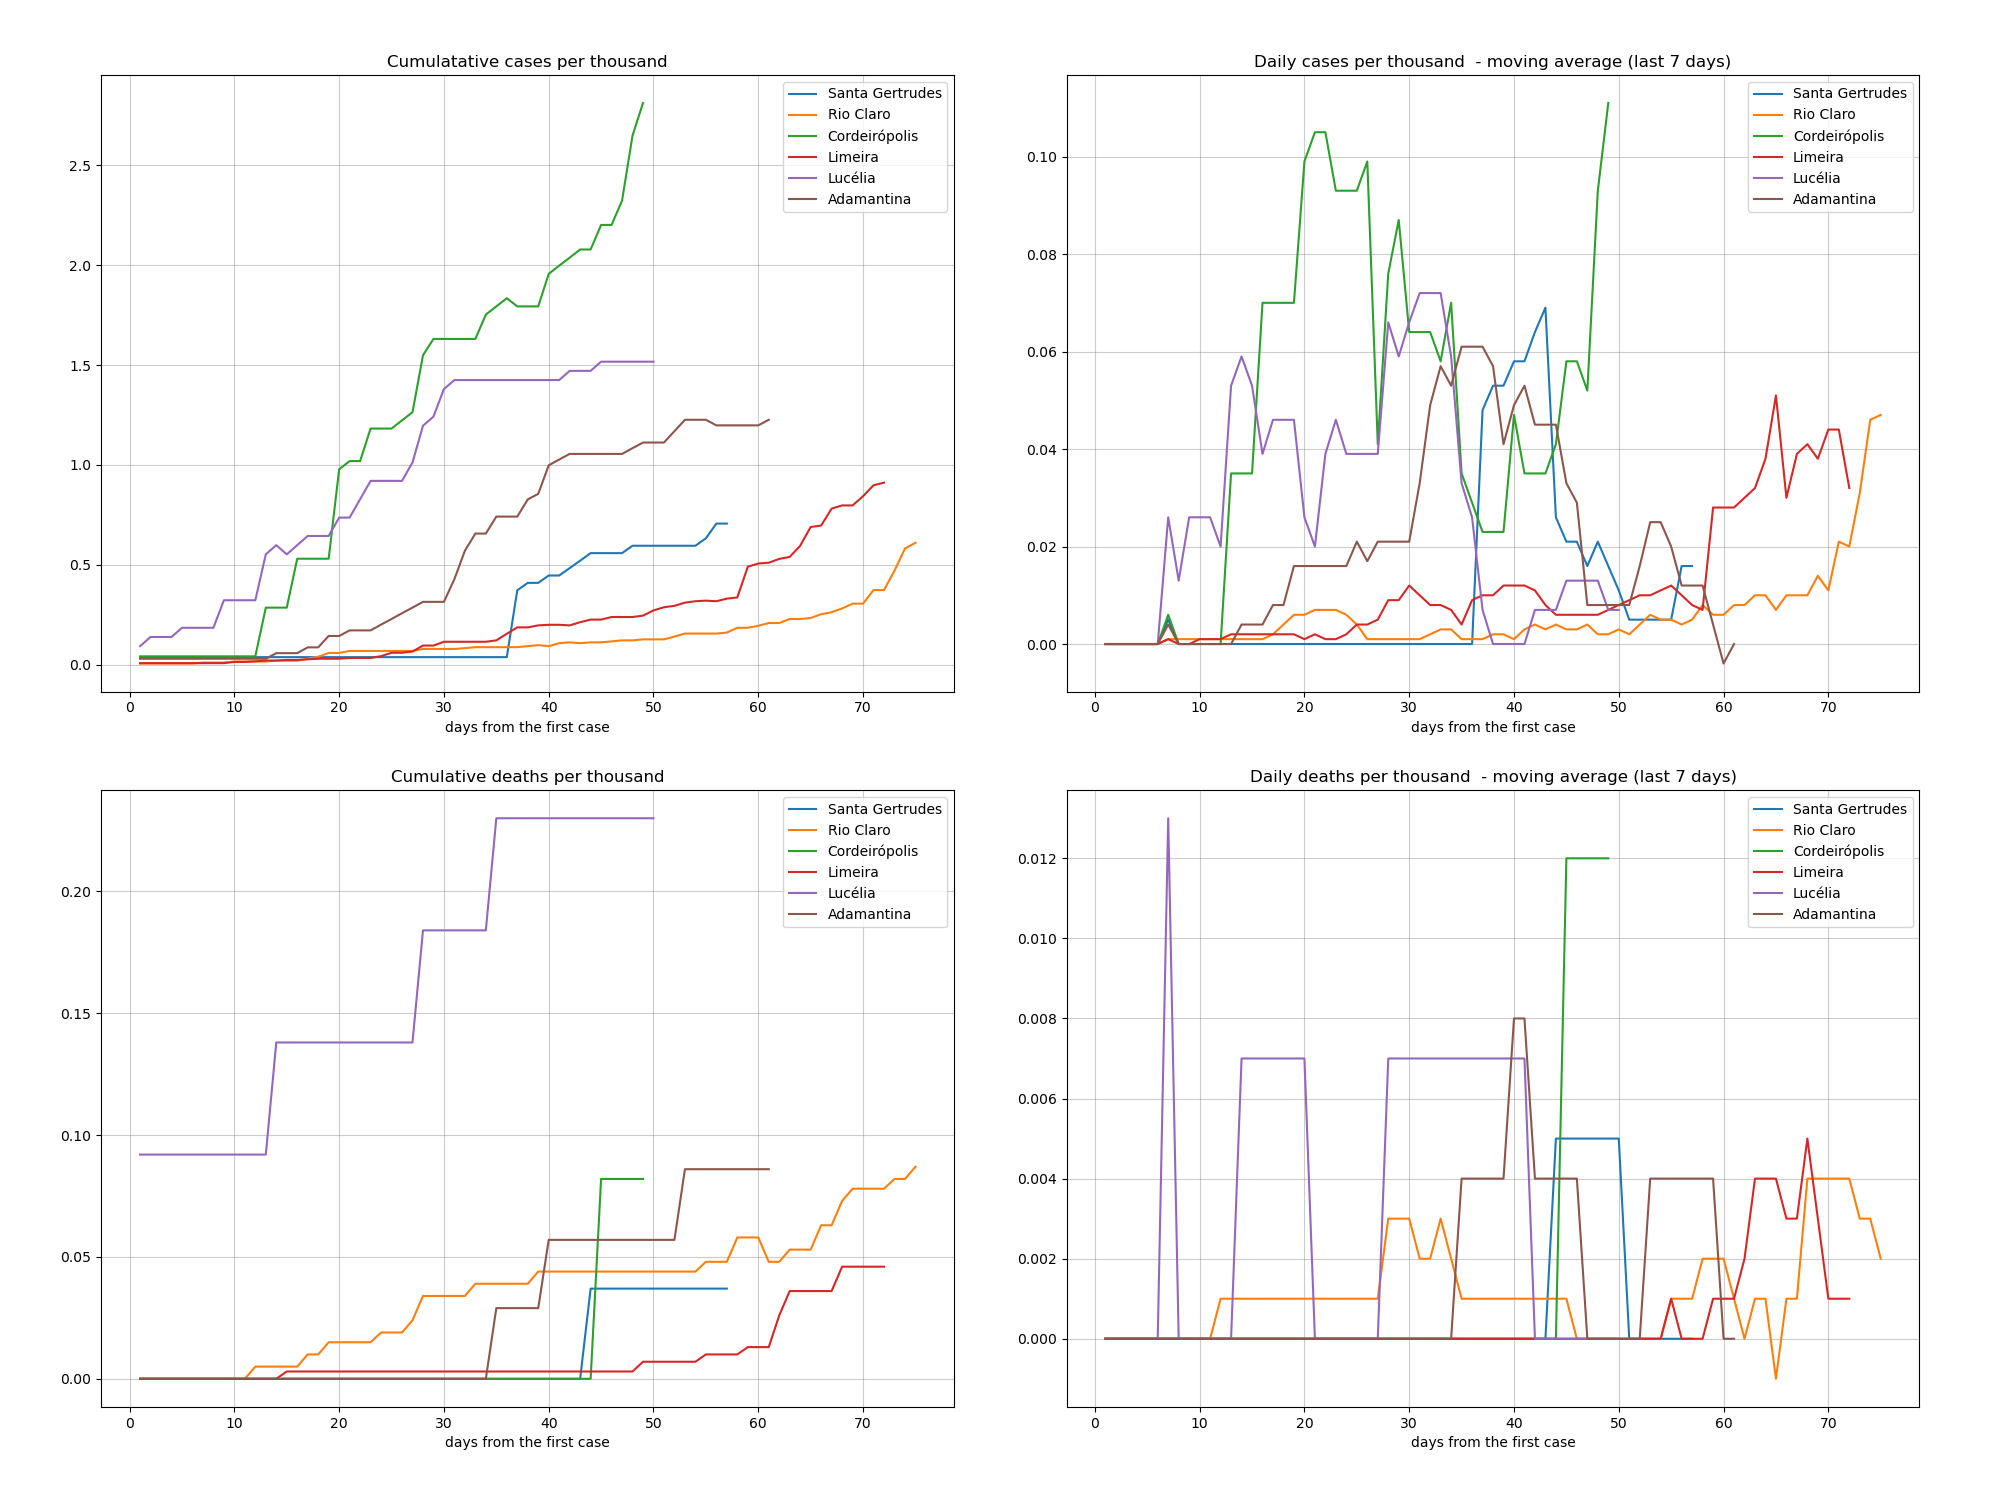 Cumulatative cases per thousand
2.5
2.0
1.5
1.0
0.5
0.0
Santa Gertrudes
Rio Claro
Cordeirópolis
Limeira
Lucélia
Adamantina
0 10 20 30 40 50 60 70
days from the first case
Daily cases per thousand - moving average (last 7 days)
0.10
0.08
0.06
0.04
0.02
0.00
Santa Gertrudes
Rio Claro
Cordeirópolis
Limeira
Lucélia
Adamantina
0 10 20 30 40 50 60 70
days from the first case
Cumulative deaths per thousand
0.20
0.15
0.10
0.05
0.00
Santa Gertrudes
Rio Claro
Cordeirópolis
Limeira
Lucélia
Adamantina
0 10 20 30 40 50 60 70
days from the first case
Daily deaths per thousand - moving average (last 7 days)
0.012
0.010
0.008
0.006
0.004
0.002
0.000
Santa Gertrudes
Rio Claro
Cordeirópolis
Limeira
Lucélia
Adamantina
0 10 20 30 40 50 60 70
days from the first case